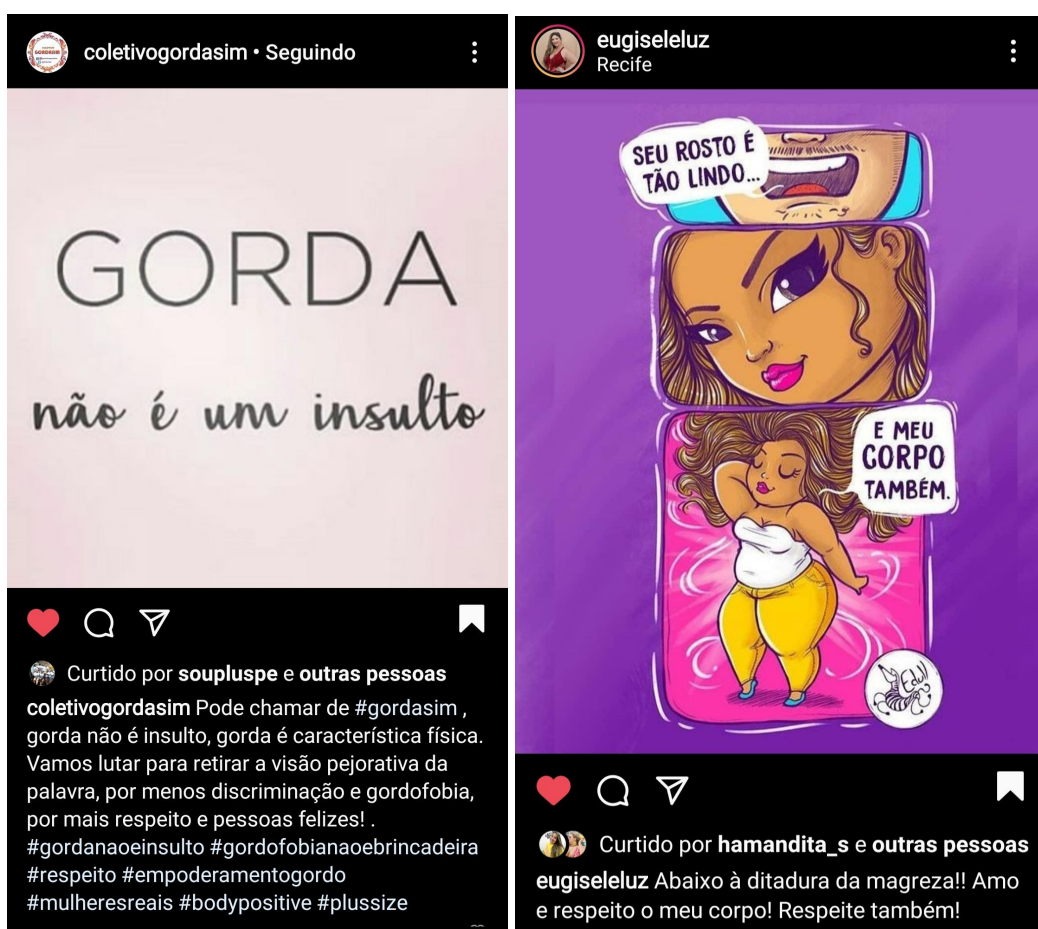 coletivogordasim • Seguindo
GORDA
não é um insulto
Curtido por soupluspe e outras pessoas
coletivogordasim Pode chamar de #gordasim ,
gorda não é insulto, gorda é característica física.
Vamos lutar para retirar a visão pejorativa da
palavra, por menos discriminação e gordofobia,
por mais respeito e pessoas felizes! .
#gordanaoeinsulto #gordofobianaoebrincadeira
#respeito #empoderamentogordo
#mulheresreais #bodypositive #plussize
eugiseleluz
Recife
SEU ROSTO É
TÃO LINDO...
E MEU
CORPO
TAMBÉM.
Edull
Curtido por hamandita_s e outras pessoas
eugiseleluz Abaixo à ditadura da magreza!! Amo
e respeito o meu corpo! Respeite também!